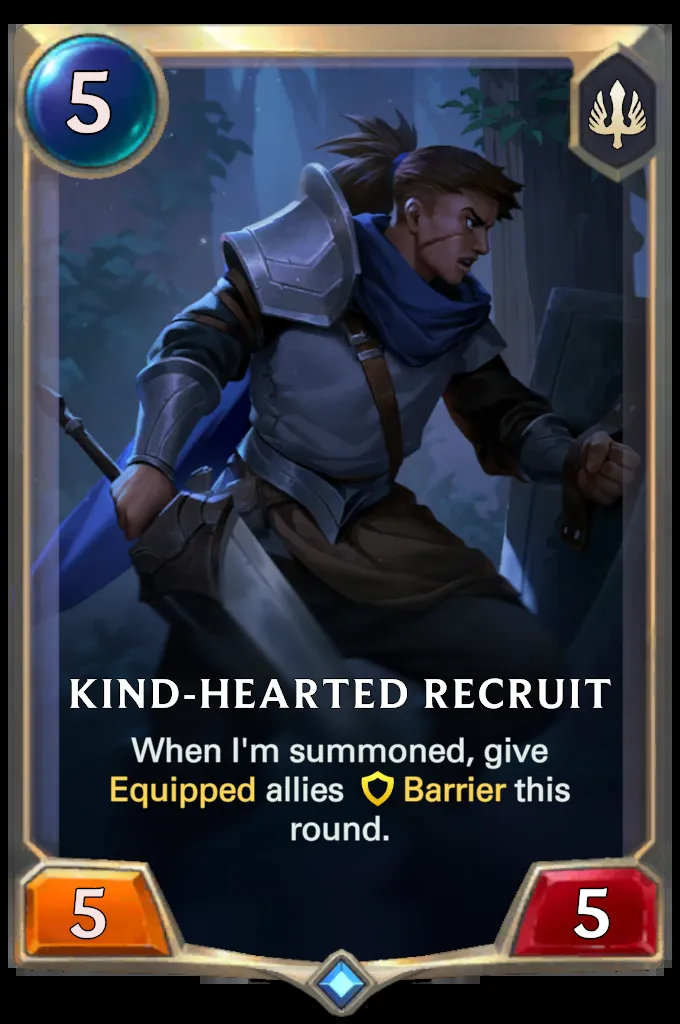 5
KIND-HEARTED RECRUIT
When I'm summoned, give
Equipped allies Barrier this
round.
5
5